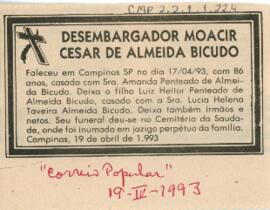 CMP 2.2.1.1.224
DESEMBARGADOR MOACIR
CESAR DE ALMEIDA BICUDO
Faleceu em Campinas SP no dia 17/04/93, com 86
anos, casado com Sra. Amanda Penteado de Almei-
da Bicudo. Deixa o filho Luiz Heitor Penteado de
Almeida Bicudo, casado com a Sra. Lucia Helena
Taveira Almeida Bicudo. Deixa também irmãos e
netos. Seu funeral deu-se no Cemitério da Sauda-
de, onde foi inumado em jazigo perpétuo da família.
Campinas, 19 de abril de 1.993
"Correio Popular"
19-IV-1993